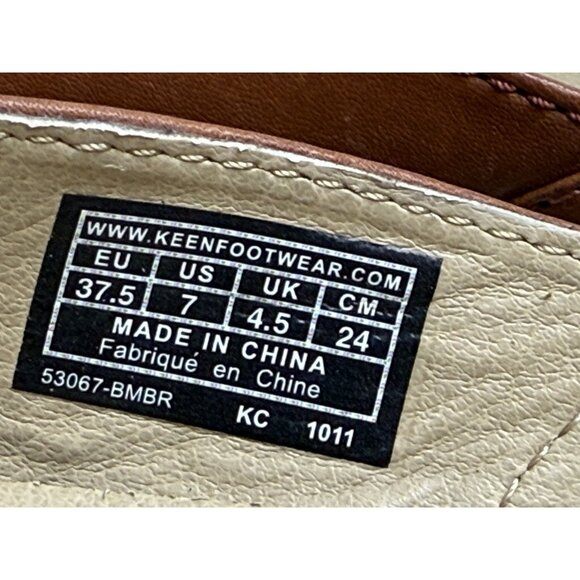 WWW.KEENFOOTWEAR.COM
EU US UK CM
37.5 7 4.5 24
MADE IN CHINA
Fabriqué en Chine
53067-BMBR KC 1011